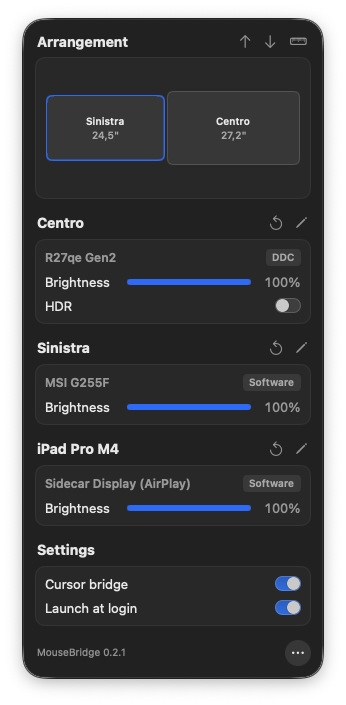 Arrangement
Sinistra
24,5"
Centro
27,2"
Centro
R27qe Gen2
DDC
Brightness
100%
HDR
Sinistra
MSI G255F
Software
Brightness
100%
iPad Pro M4
Sidecar Display (AirPlay)
Software
Brightness
100%
Settings
Cursor bridge
Launch at login
MouseBridge 0.2.1